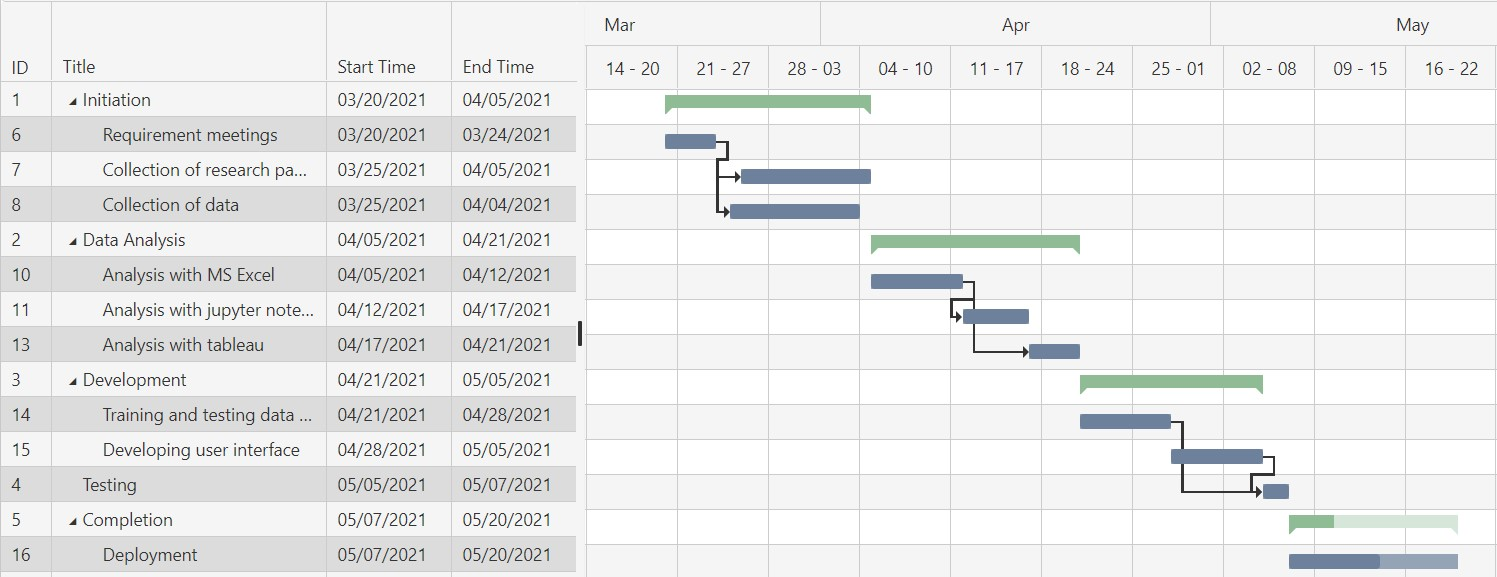 Mar Apr May
ID Title Start Time End Time 14 - 20 21 - 27 28 - 03 04 - 10 11 - 17 18 - 24 25 - 01 02 - 08 09 - 15 16 - 22
1 Initiation 03/20/2021 04/05/2021
6 Requirement meetings 03/20/2021 03/24/2021
7 Collection of research pa... 03/25/2021 04/05/2021
8 Collection of data 03/25/2021 04/04/2021
2 Data Analysis 04/05/2021 04/21/2021
10 Analysis with MS Excel 04/05/2021 04/12/2021
11 Analysis with jupyter note... 04/12/2021 04/17/2021
13 Analysis with tableau 04/17/2021 04/21/2021
3 Development 04/21/2021 05/05/2021
14 Training and testing data ... 04/21/2021 04/28/2021
15 Developing user interface 04/28/2021 05/05/2021
4 Testing 05/05/2021 05/07/2021
5 Completion 05/07/2021 05/20/2021
16 Deployment 05/07/2021 05/20/2021